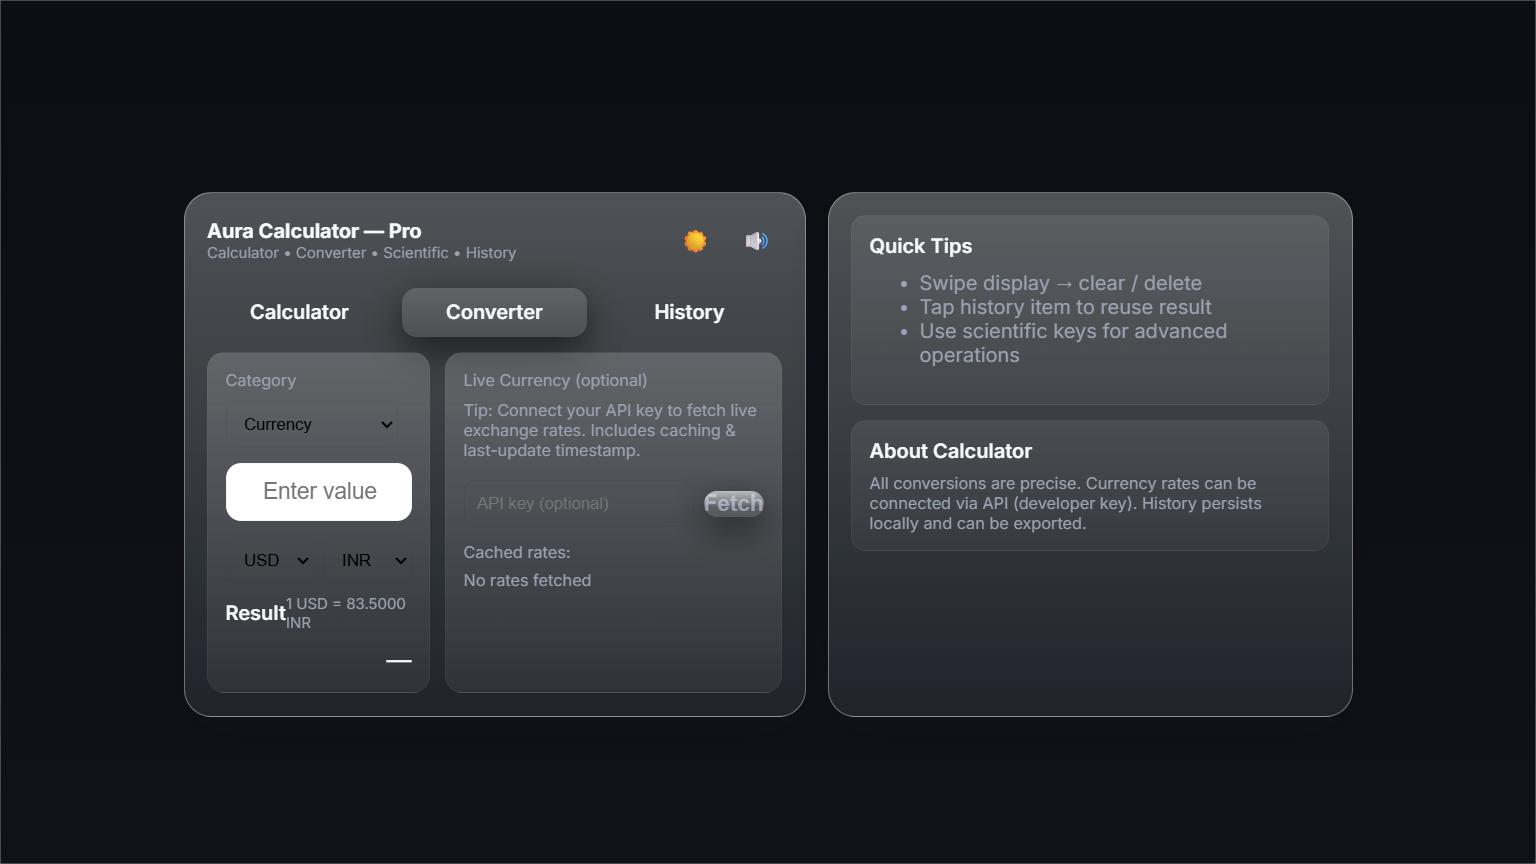 Aura Calculator — Pro
Calculator • Converter • Scientific • History
Calculator
Converter
History
Category
Currency
Enter value
USD
INR
Result
1 USD = 83.5000
INR
—
Live Currency (optional)
Tip: Connect your API key to fetch live
exchange rates. Includes caching &
last-update timestamp.
API key (optional)
Fetch
Cached rates:
No rates fetched
Quick Tips
• Swipe display → clear / delete
• Tap history item to reuse result
• Use scientific keys for advanced
operations
About Calculator
All conversions are precise. Currency rates can be
connected via API (developer key). History persists
locally and can be exported.